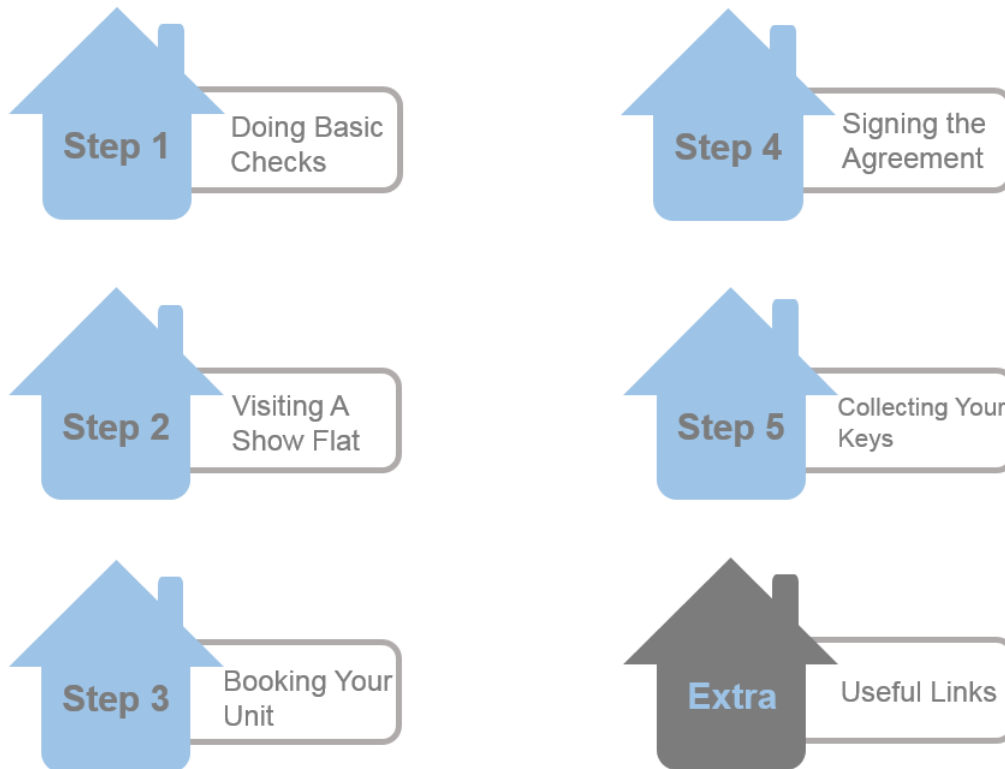 Step 1
Doing Basic
Checks
Step 2
Visiting A
Show Flat
Step 3
Booking Your
Unit
Step 4
Signing the
Agreement
Step 5
Collecting Your
Keys
Extra
Useful Links